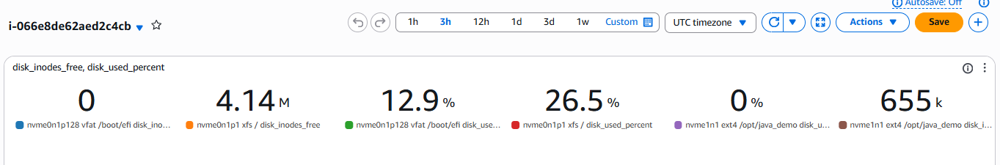 Autosave: Off
i-066e8de62aed2c4cb
1h 3h 12h 1d 3d 1w Custom UTC timezone Actions Save
disk_inodes_free, disk_used_percent
0 4.14 M 12.9 % 26.5 % 0 % 655 k
nvme0n1p128 vfat /boot/efi disk_ino... nvme0n1p1 xfs / disk_inodes_free nvme0n1p128 vfat /boot/efi disk_use... nvme0n1p1 xfs / disk_used_percent nvme1n1 ext4 /opt/java_demo disk_u... nvme1n1 ext4 /opt/java_demo disk_i...